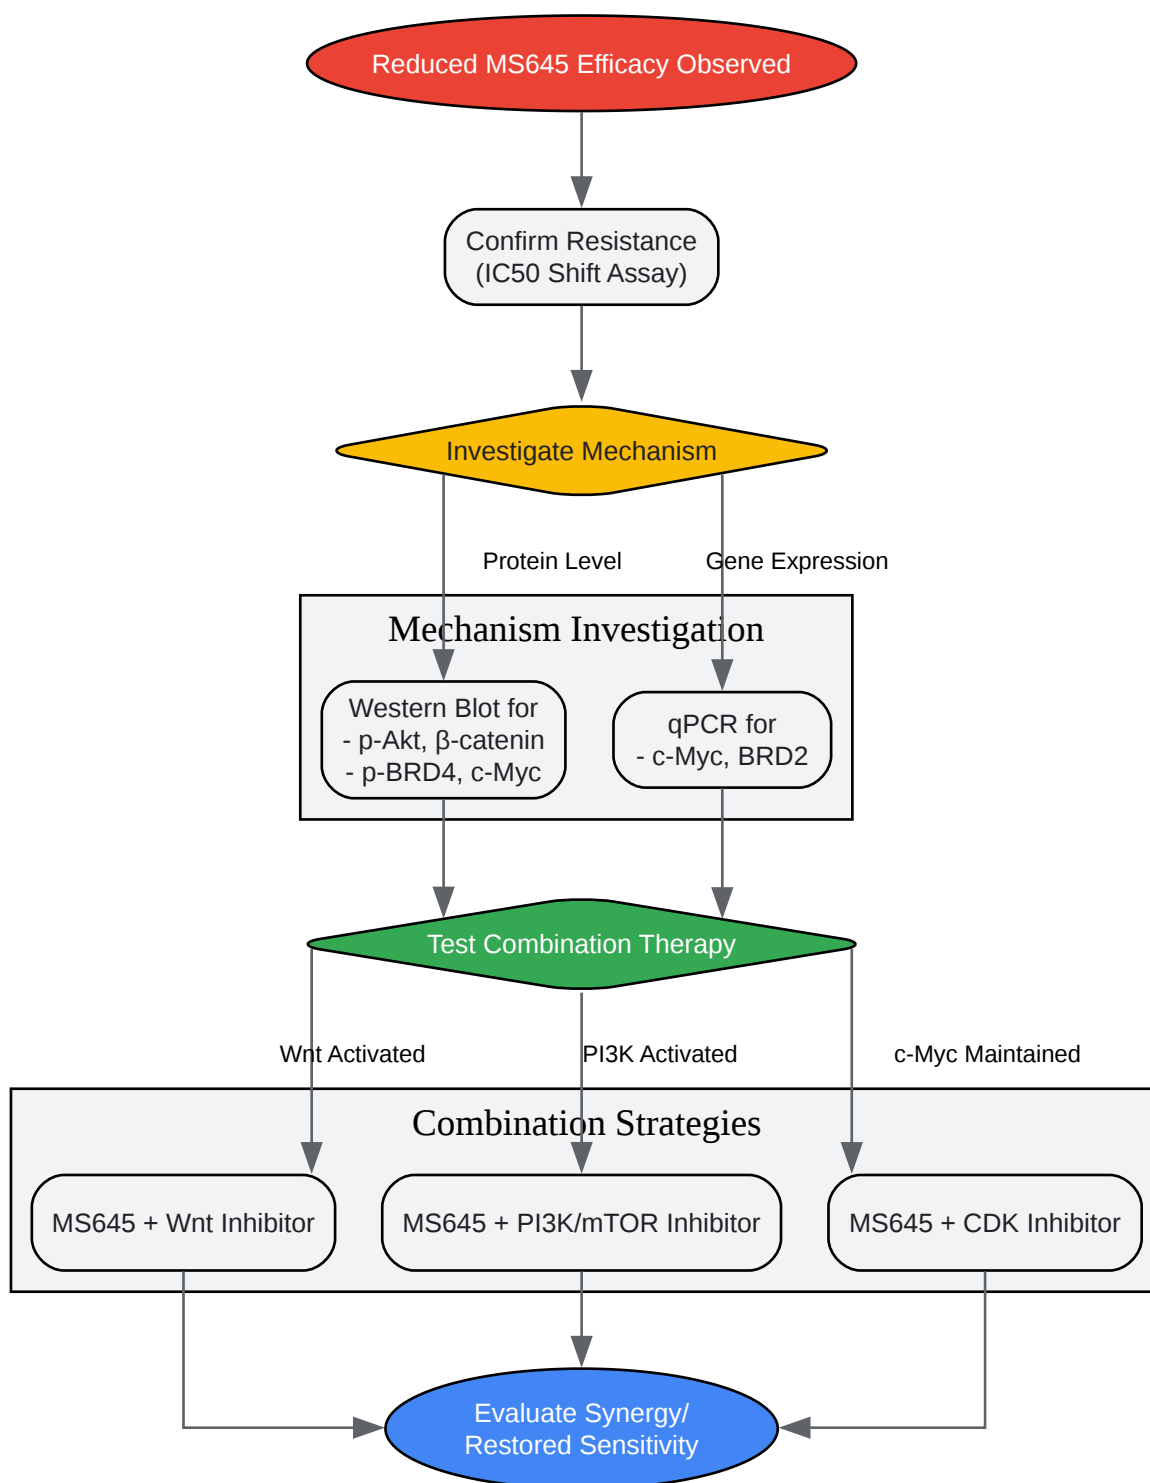 Reduced MS645 Efficacy Observed
Confirm Resistance
(IC50 Shift Assay)
Investigate Mechanism
Protein Level
Gene Expression
Mechanism Investigation
Western Blot for
- p-Akt, β-catenin
- p-BRD4, c-Myc
qPCR for
- c-Myc, BRD2
Test Combination Therapy
Wnt Activated
PI3K Activated
c-Myc Maintained
Combination Strategies
MS645 + Wnt Inhibitor
MS645 + PI3K/mTOR Inhibitor
MS645 + CDK Inhibitor
Evaluate Synergy/
Restored Sensitivity